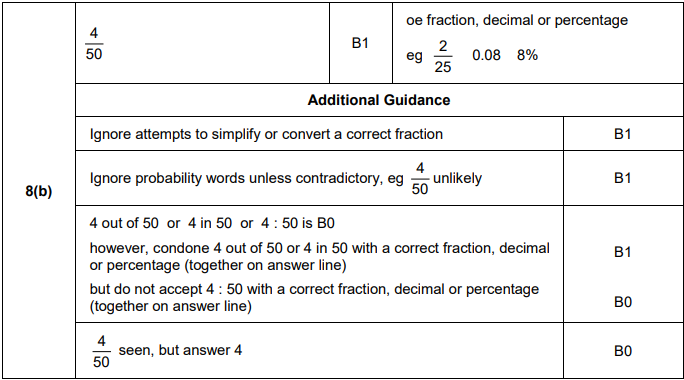 8(b)
4/50 B1 oe fraction, decimal or percentage
eg 2/25 0.08 8%
Additional Guidance
Ignore attempts to simplify or convert a correct fraction B1
Ignore probability words unless contradictory, eg 4/50 unlikely B1
4 out of 50 or 4 in 50 or 4 : 50 is B0
however, condone 4 out of 50 or 4 in 50 with a correct fraction, decimal
or percentage (together on answer line) B1
but do not accept 4 : 50 with a correct fraction, decimal or percentage
(together on answer line) B0
4/50 seen, but answer 4 B0